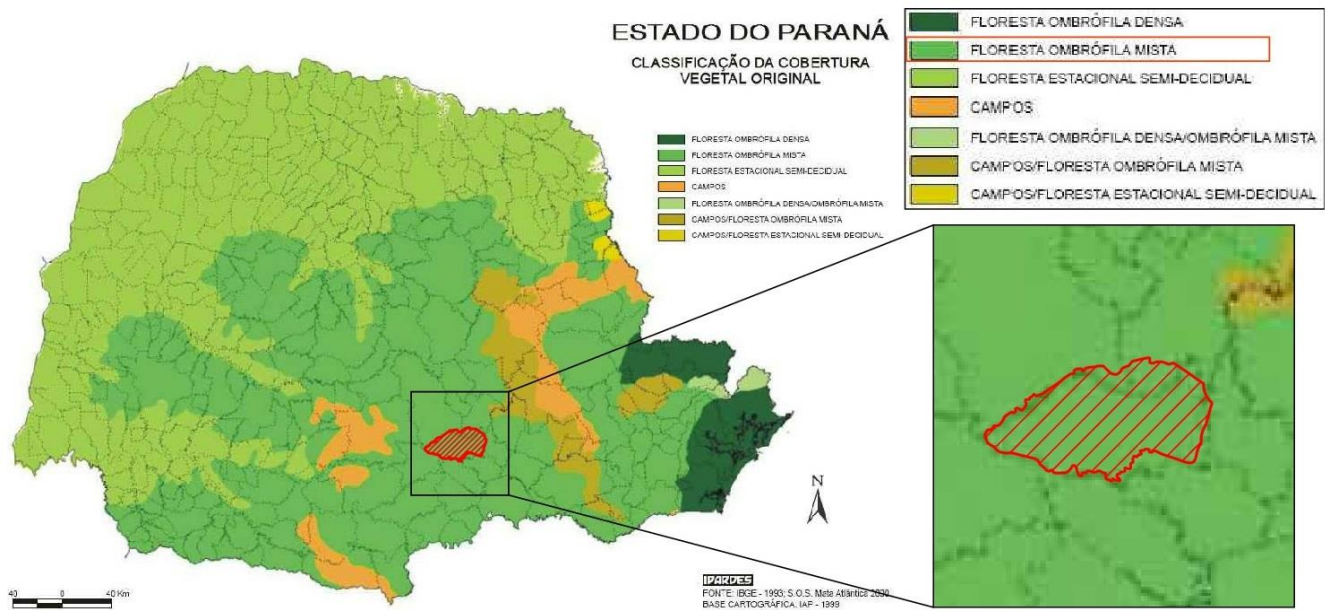 ESTADO DO PARANÁ
CLASSIFICAÇÃO DA COBERTURA
VEGETAL ORIGINAL
FLORESTA OMBRÓFILA DENSA
FLORESTA OMBRÓFILA MISTA
FLORESTA ESTACIONAL SEMI-DECIDUAL
CAMPOS
FLORESTA OMBRÓFILA DENSA/OMBRÓFILA MISTA
CAMPOS/FLORESTA OMBRÓFILA MISTA
CAMPOS/FLORESTA ESTACIONAL SEMI-DECIDUAL
FLORESTA OMBRÓFILA DENSA
FLORESTA OMBRÓFILA MISTA
FLORESTA ESTACIONAL SEMI-DECIDUAL
CAMPOS
FLORESTA OMBRÓFILA DENSA/OMBRÓFILA MISTA
CAMPOS/FLORESTA OMBRÓFILA MISTA
CAMPOS/FLORESTA ESTACIONAL SEMI-DECIDUAL
N
40 0 40 Km
IPARDES
FONTE: IBGE - 1993; S.O.S. Mata Atlântica 2000
BASE CARTOGRÁFICA: IAP - 1999